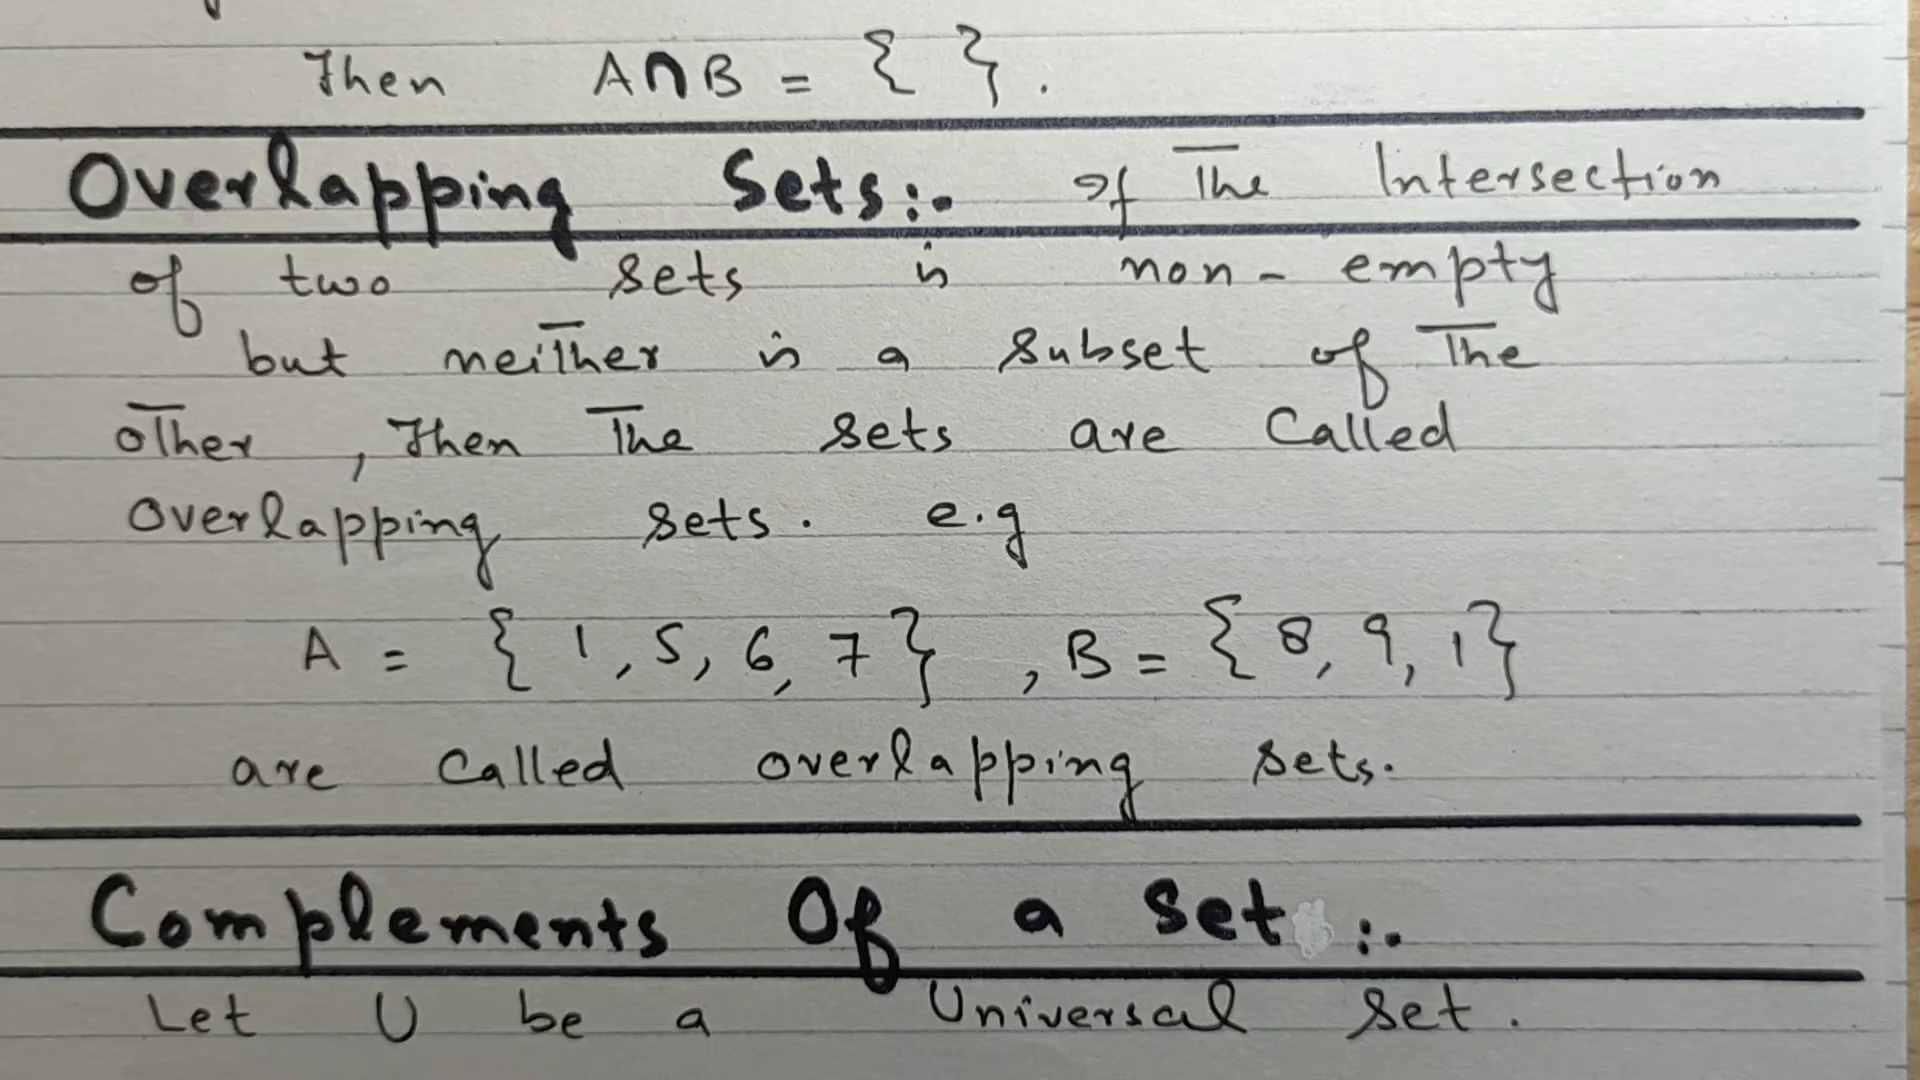 Then A∩B = { }.
Overlapping Sets:- If The Intersection
of two sets is non-empty
but neither is a subset of The
other, Then The sets are Called
Overlapping sets. e.g
A = { 1, 5, 6, 7 } , B = { 8, 9, 1 }
are Called overlapping sets.
Complements Of a Set :-
Let U be a Universal set.